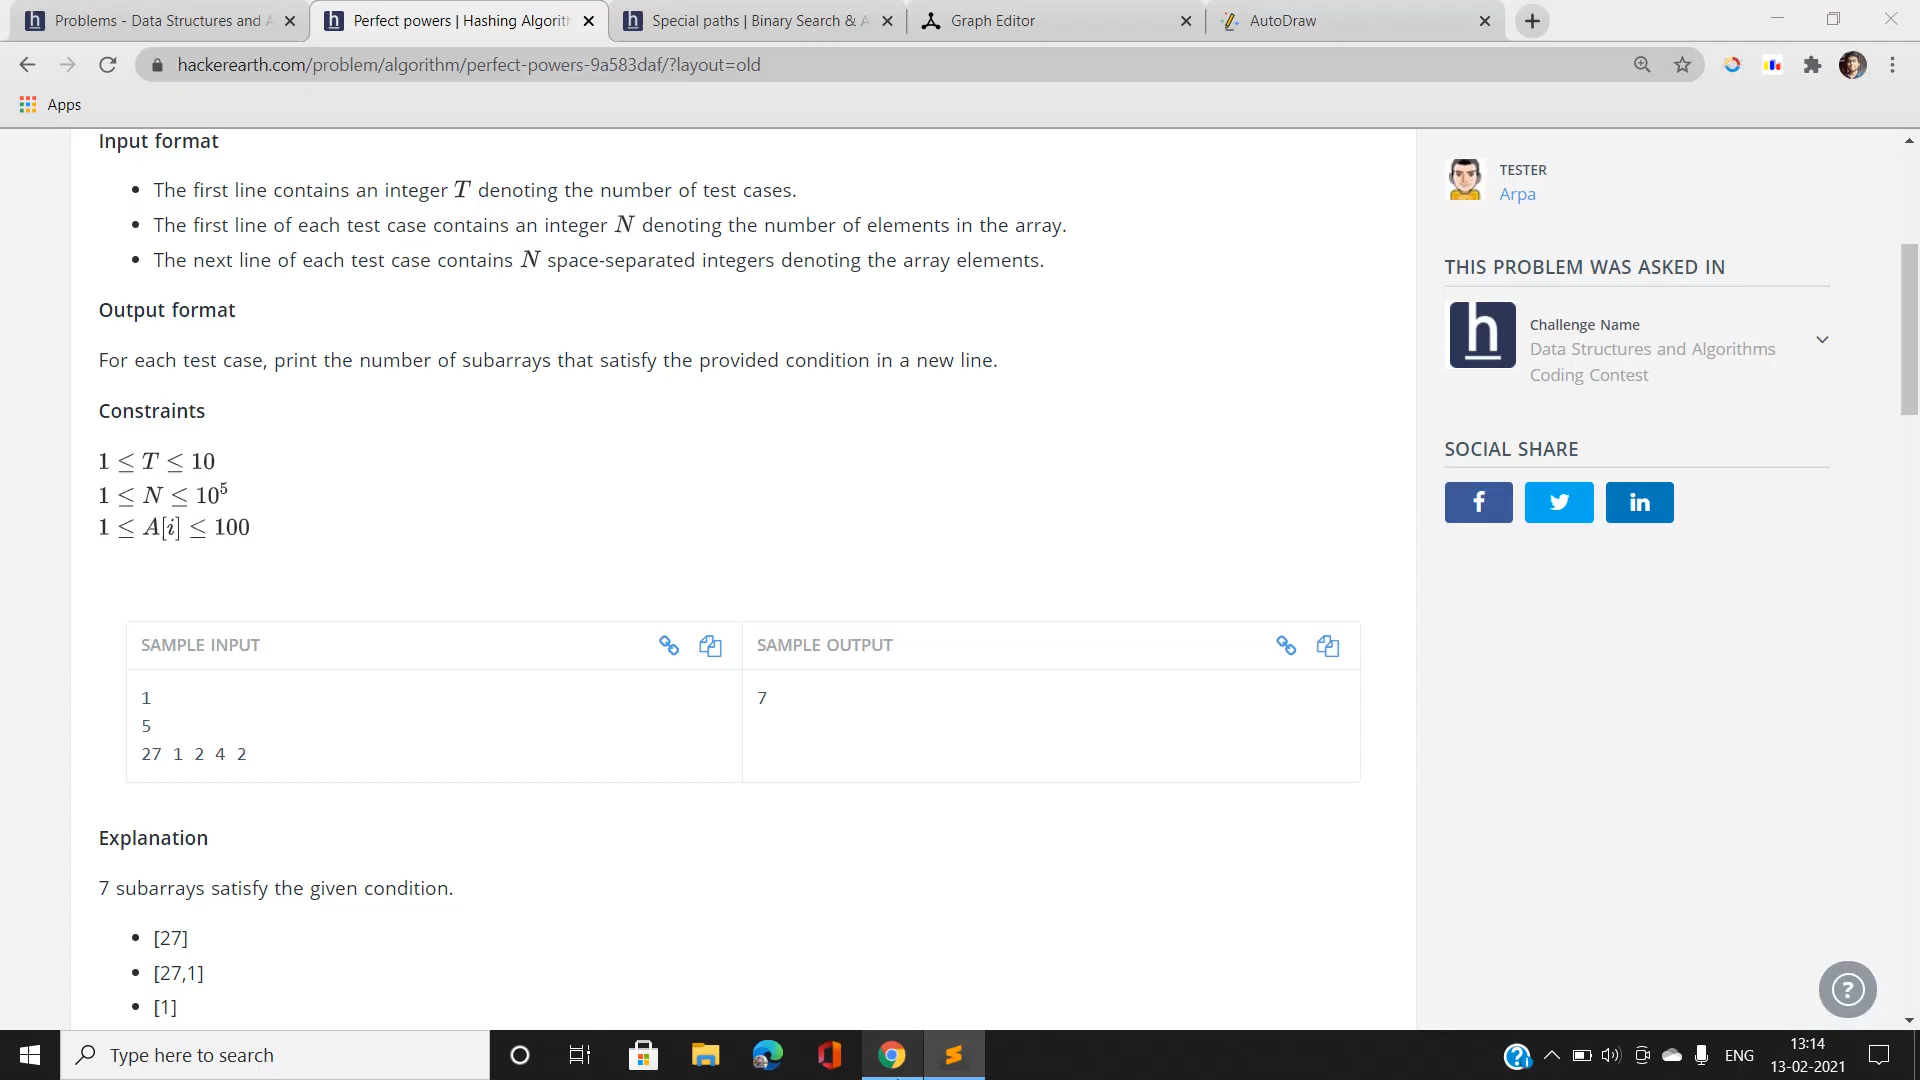 Problems - Data Structures and A
Perfect powers | Hashing Algorith
Special paths | Binary Search & A
Graph Editor
AutoDraw
hackerearth.com/problem/algorithm/perfect-powers-9a583daf/?layout=old
Apps
Input format
The first line contains an integer T denoting the number of test cases.
The first line of each test case contains an integer N denoting the number of elements in the array.
The next line of each test case contains N space-separated integers denoting the array elements.
Output format
For each test case, print the number of subarrays that satisfy the provided condition in a new line.
Constraints
1 ≤ T ≤ 10
1 ≤ N ≤ 10⁵
1 ≤ A[i] ≤ 100
SAMPLE INPUT
1
5
27 1 2 4 2
SAMPLE OUTPUT
7
Explanation
7 subarrays satisfy the given condition.
[27]
[27,1]
[1]
TESTER
Arpa
THIS PROBLEM WAS ASKED IN
h
Challenge Name
Data Structures and Algorithms
Coding Contest
SOCIAL SHARE
f
in
?
Type here to search
ENG
13:14
13-02-2021